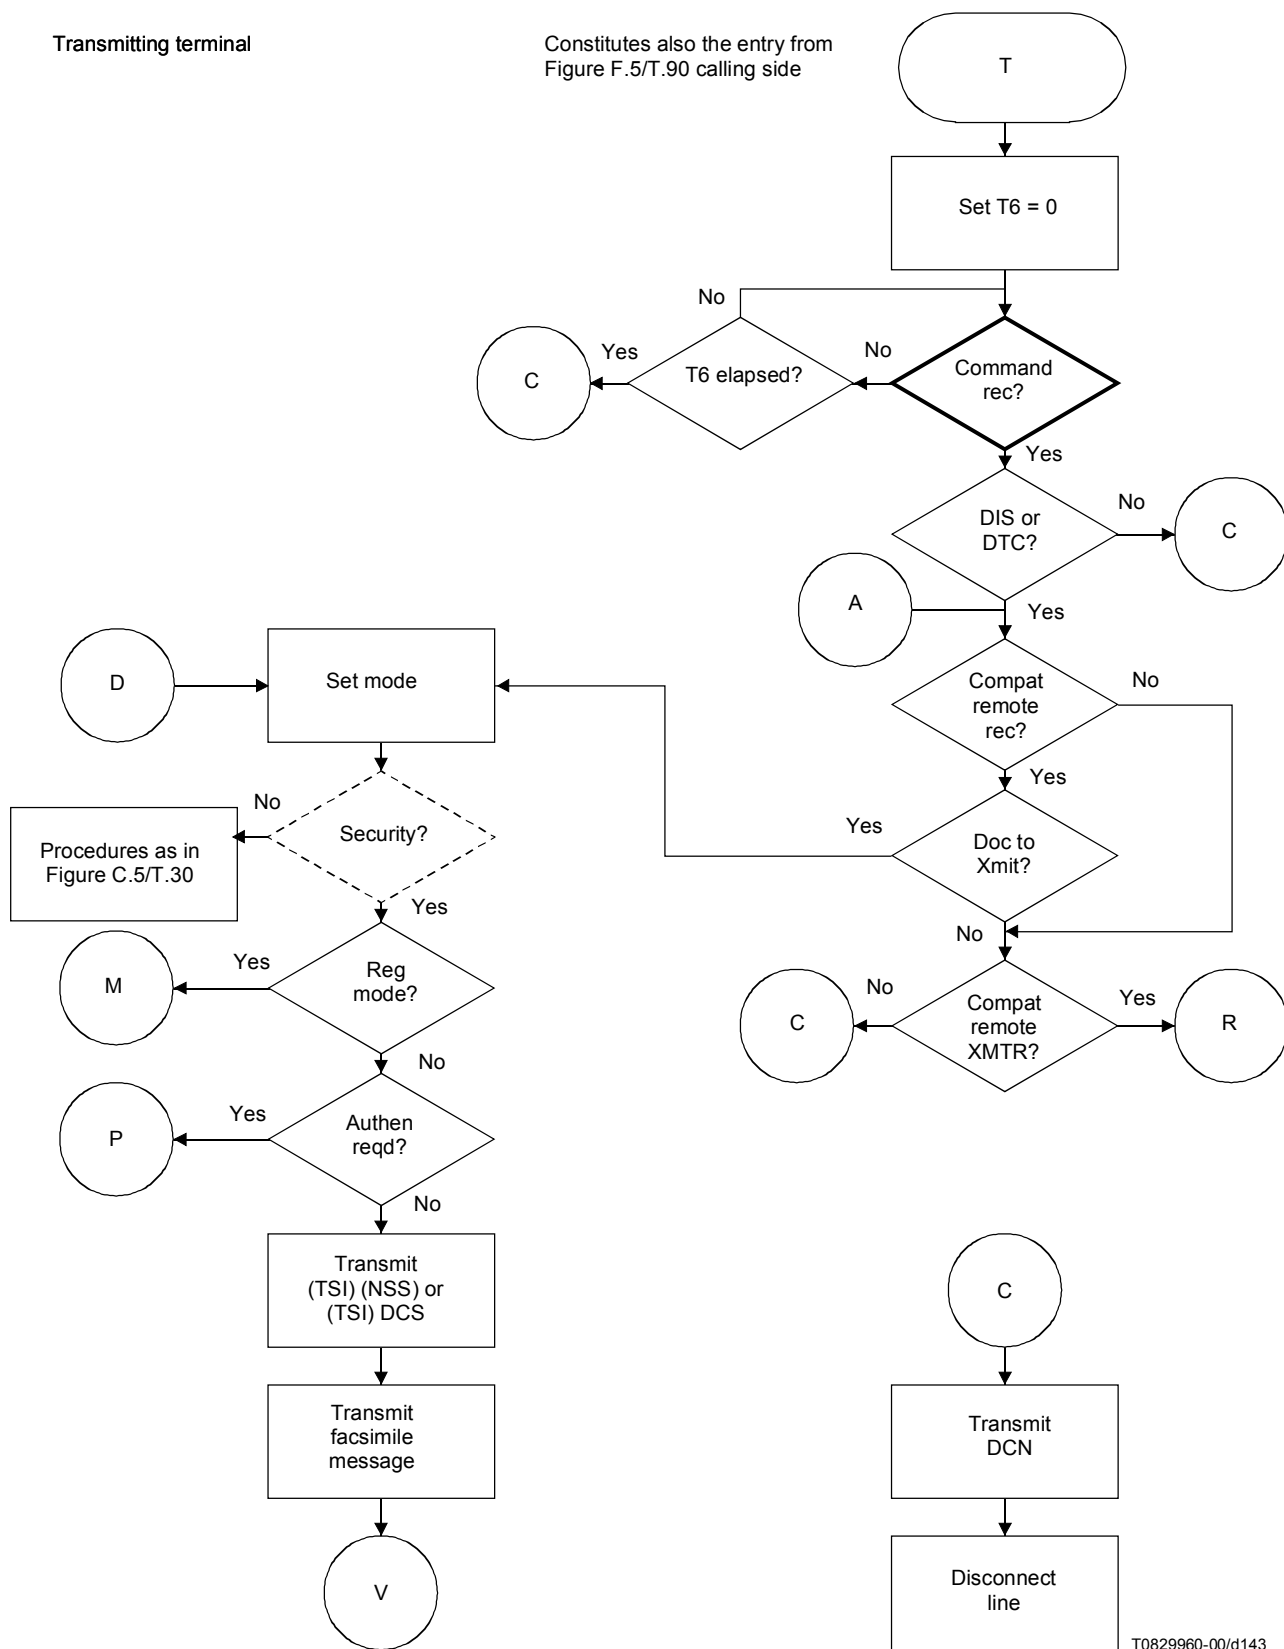 Transmitting terminal
Constitutes also the entry from
Figure F.5/T.90 calling side
T
Set T6 = 0
No
Yes
No
C
T6 elapsed?
Command
rec?
Yes
No
DIS or
DTC?
C
A
Yes
D
Set mode
Compat
remote
rec?
No
Yes
No
Security?
Yes
Doc to
Xmit?
Procedures as in
Figure C.5/T.30
Yes
No
Yes
M
Reg
mode?
No
C
Compat
remote
XMTR?
Yes
R
No
Yes
P
Authen
reqd?
No
Transmit
(TSI) (NSS) or
(TSI) DCS
C
Transmit
facsimile
message
Transmit
DCN
V
Disconnect
line
T0829960-00/d143